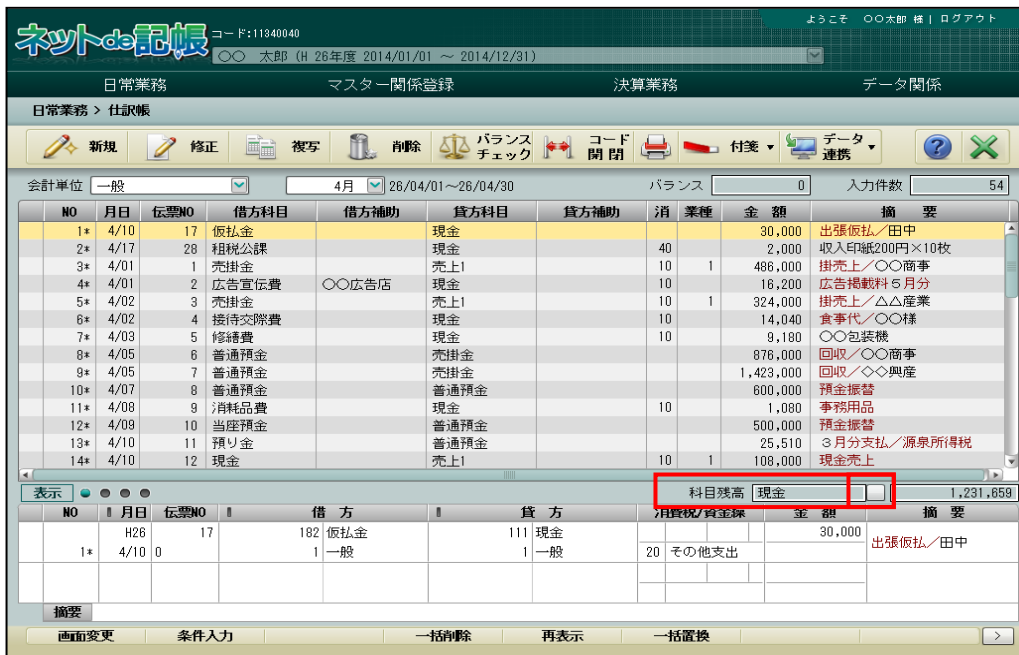 ようこそ 〇〇太郎 様 | ログアウト
ネットde記帳 コード:11340040
〇〇 太郎 (H 26年度 2014/01/01 ～ 2014/12/31)
日常業務 マスター関係登録 決算業務 データ関係
日常業務 > 仕訳帳
新規 修正 複写 削除 バランスチェック コード開閉 付箋 データ連携
会計単位 一般 4月 26/04/01～26/04/30 バランス 0 入力件数 54
NO 月日 伝票NO 借方科目 借方補助 貸方科目 貸方補助 消 業種 金 額 摘 要
1* 4/10 17 仮払金 現金 30,000 出張仮払／田中
2* 4/17 28 租税公課 現金 40 2,000 収入印紙200円×10枚
3* 4/01 1 売掛金 売上1 10 1 486,000 掛売上／〇〇商事
4* 4/01 2 広告宣伝費 〇〇広告店 現金 10 16,200 広告掲載料５月分
5* 4/02 3 売掛金 売上1 10 1 324,000 掛売上／△△産業
6* 4/02 4 接待交際費 現金 10 14,040 食事代／〇〇様
7* 4/03 5 修繕費 現金 10 9,180 〇〇包装機
8* 4/05 6 普通預金 売掛金 876,000 回収／〇〇商事
9* 4/05 7 普通預金 売掛金 1,423,000 回収／◇◇興産
10* 4/07 8 普通預金 普通預金 600,000 預金振替
11* 4/08 9 消耗品費 現金 10 1,080 事務用品
12* 4/09 10 当座預金 普通預金 500,000 預金振替
13* 4/10 11 預り金 普通預金 25,510 ３月分支払／源泉所得税
14* 4/10 12 現金 売上1 10 1 108,000 現金売上
表示 科目残高 現金 1,231,659
NO 月日 伝票NO 借 方 貸 方 消費税/資金繰 金 額 摘 要
H26 17 182 仮払金 111 現金 30,000 出張仮払／田中
1* 4/10 0 1 一般 1 一般 20 その他支出
摘要
画面変更 条件入力 一括削除 再表示 一括置換 >